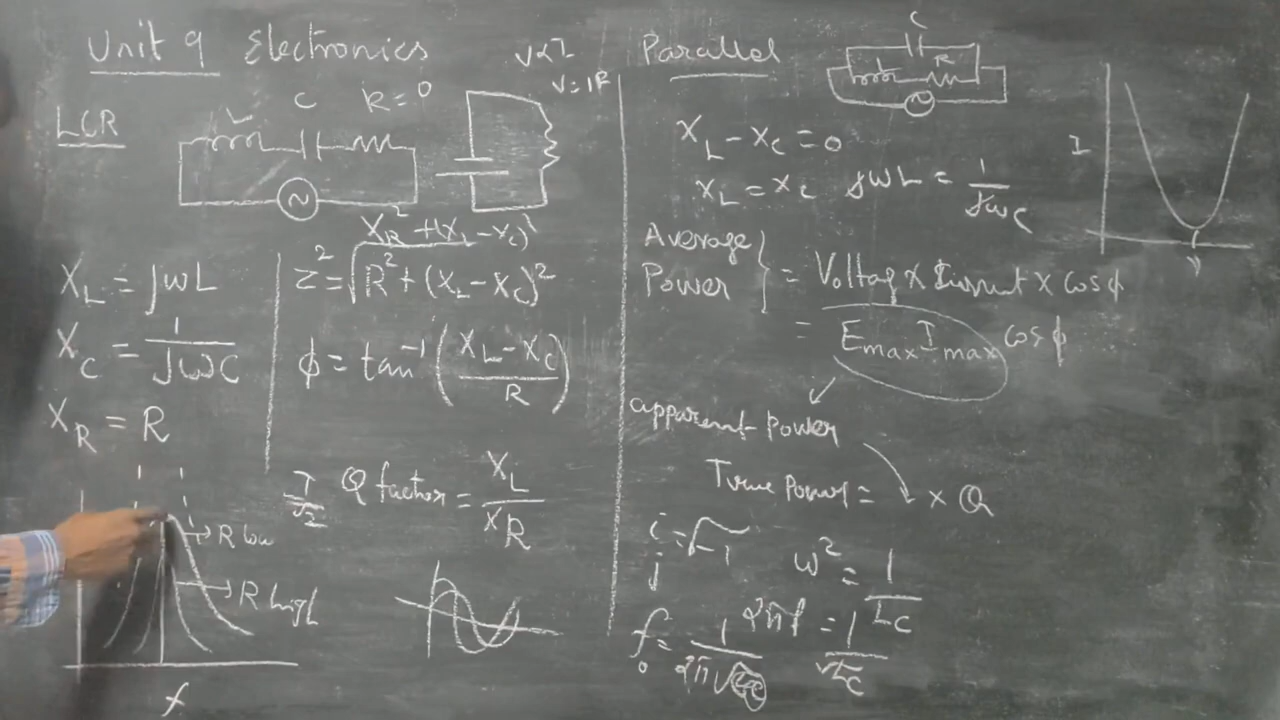 Unit 9 Electronics
V∝I
V=IR
LCR
L C R=0
X_L = jωL
X_C = 1/jωC
X_R = R
X_R² + (X_L - X_C)²
Z² = √R² + (X_L - X_C)²
φ = tan⁻¹ (X_L - X_C / R)
I/√2 Q factor = X_L / X_R
R low
R high
f
Parallel
C
L R
X_L - X_C = 0
X_L = X_C jωL = 1/jωC
I
Average Power } = Voltag × Current × cos φ
= E_max I_max cos φ
apparent Power
True Power = × Q
i = √-1
j
ω² = 1/LC
2πf = 1/√LC
f₀ = 1/2π√LC